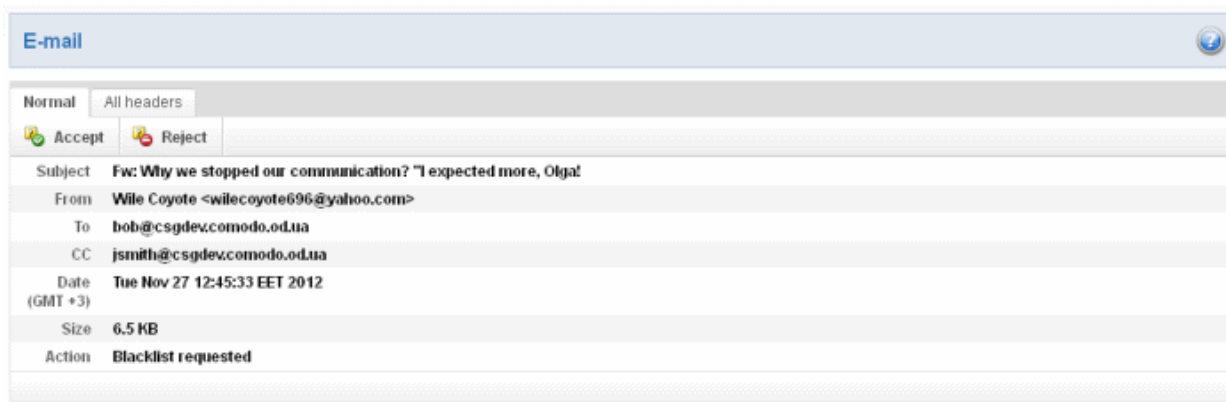 E-mail
Normal All headers
Accept Reject
Subject Fw: Why we stopped our communication? "I expected more, Olga!
From Wile Coyote <wilecoyote696@yahoo.com>
To bob@csgdev.comodo.od.ua
CC jsmith@csgdev.comodo.od.ua
Date Tue Nov 27 12:45:33 EET 2012
(GMT +3)
Size 6.5 KB
Action Blacklist requested